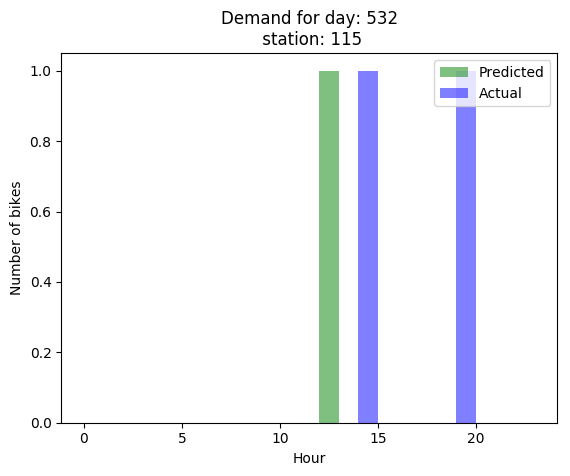 Demand for day: 532
station: 115
Predicted
Actual
Number of bikes
1.0
0.8
0.6
0.4
0.2
0.0
0
5
10
15
20
Hour